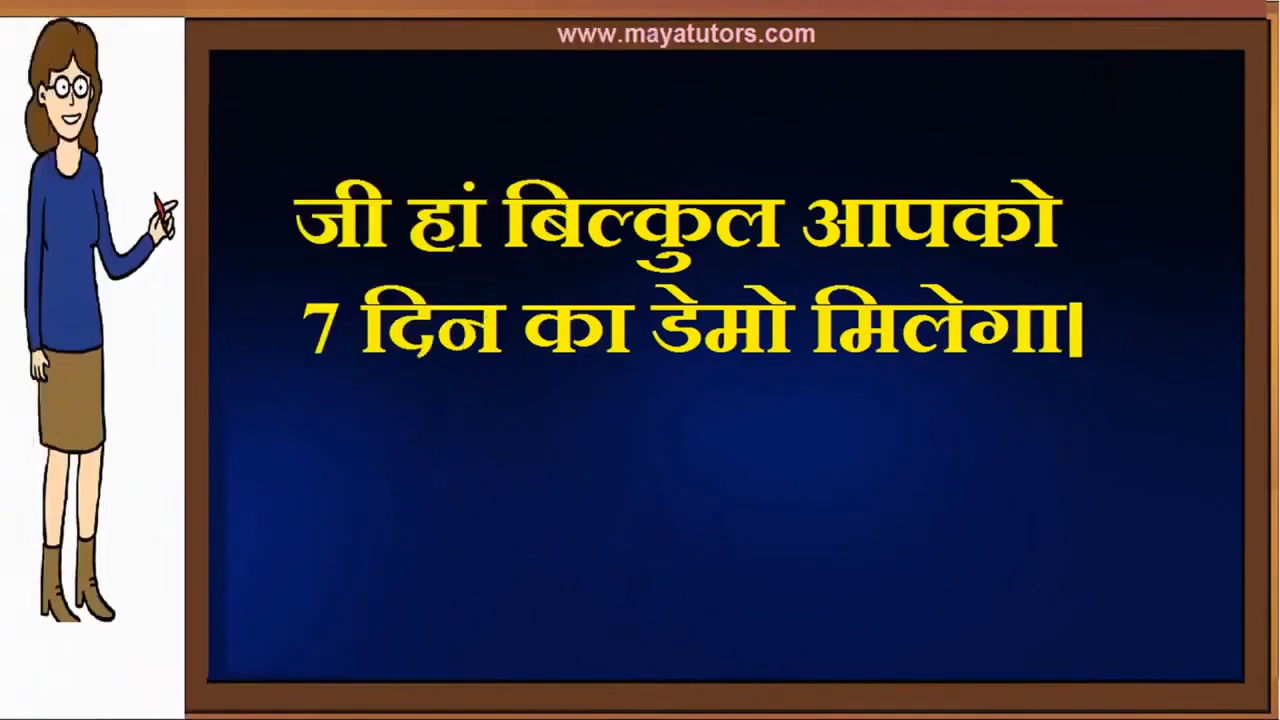 www.mayatutors.com
जी हां बिल्कुल आपको
7 दिन का डेमो मिलेगा।